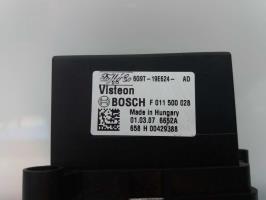 6G9T-19E624- AD
Visteon
BOSCH F 011 500 028
Made in Hungary
01.03.07 6652A
658 H 00429388